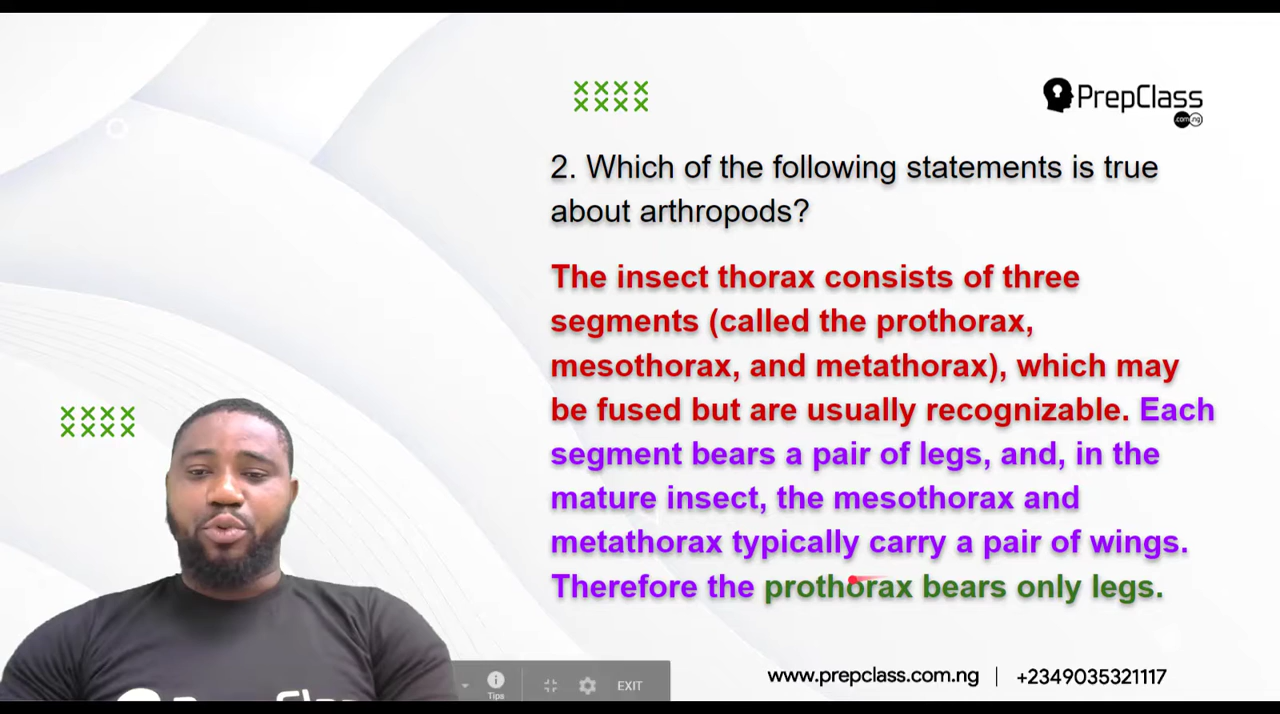 PrepClass
.com.ng
2. Which of the following statements is true
about arthropods?
The insect thorax consists of three
segments (called the prothorax,
mesothorax, and metathorax), which may
be fused but are usually recognizable. Each
segment bears a pair of legs, and, in the
mature insect, the mesothorax and
metathorax typically carry a pair of wings.
Therefore the prothorax bears only legs.
Tips
EXIT
www.prepclass.com.ng | +2349035321117